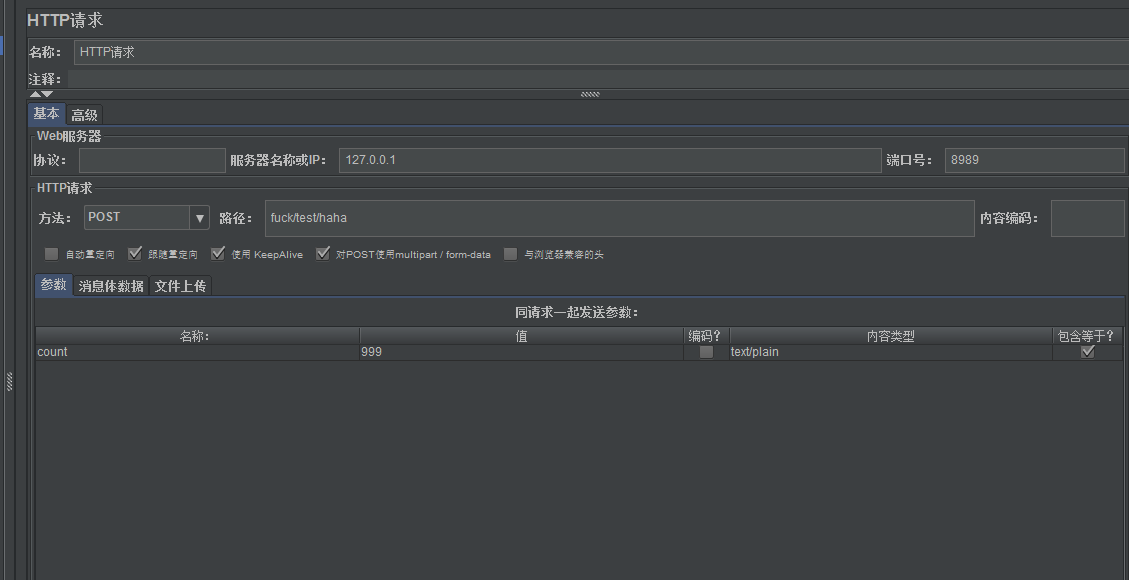 HTTP请求
名称： HTTP请求
注释：
基本 高级
Web服务器
协议： 服务器名称或IP： 127.0.0.1 端口号： 8989
HTTP请求
方法： POST 路径： fuck/test/haha 内容编码：
自动重定向 跟随重定向 使用 KeepAlive 对POST使用multipart / form-data 与浏览器兼容的头
参数 消息体数据 文件上传
同请求一起发送参数：
名称： 值 编码？ 内容类型 包含等于？
count 999 text/plain